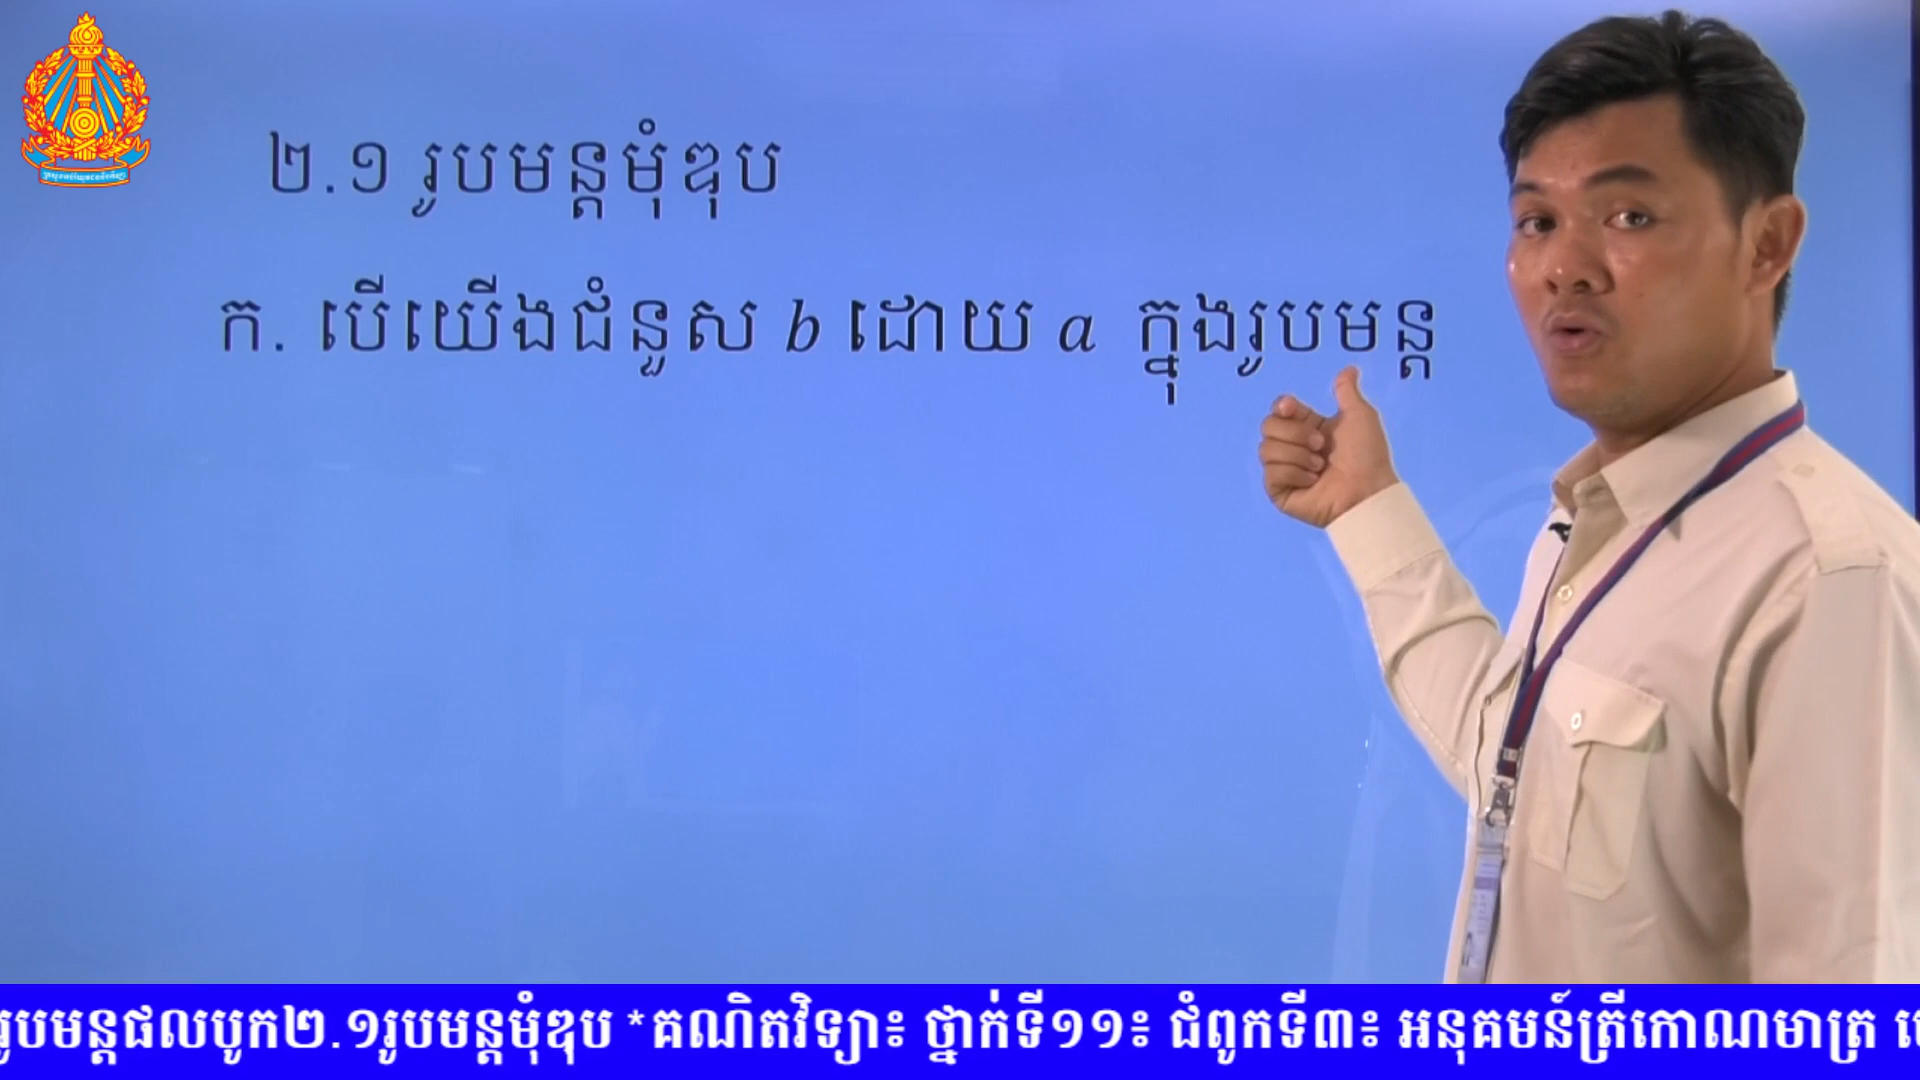 ២.១ រូបមន្តមុំឌុប
ក. បើយើងជំនួស b ដោយ a ក្នុងរូបមន្ត
រូបមន្តផលបូក២.១រូបមន្តមុំឌុប *គណិតវិទ្យា៖ ថ្នាក់ទី១១៖ ជំពូកទី៣៖ អនុគមន៍ត្រីកោណមាត្រ